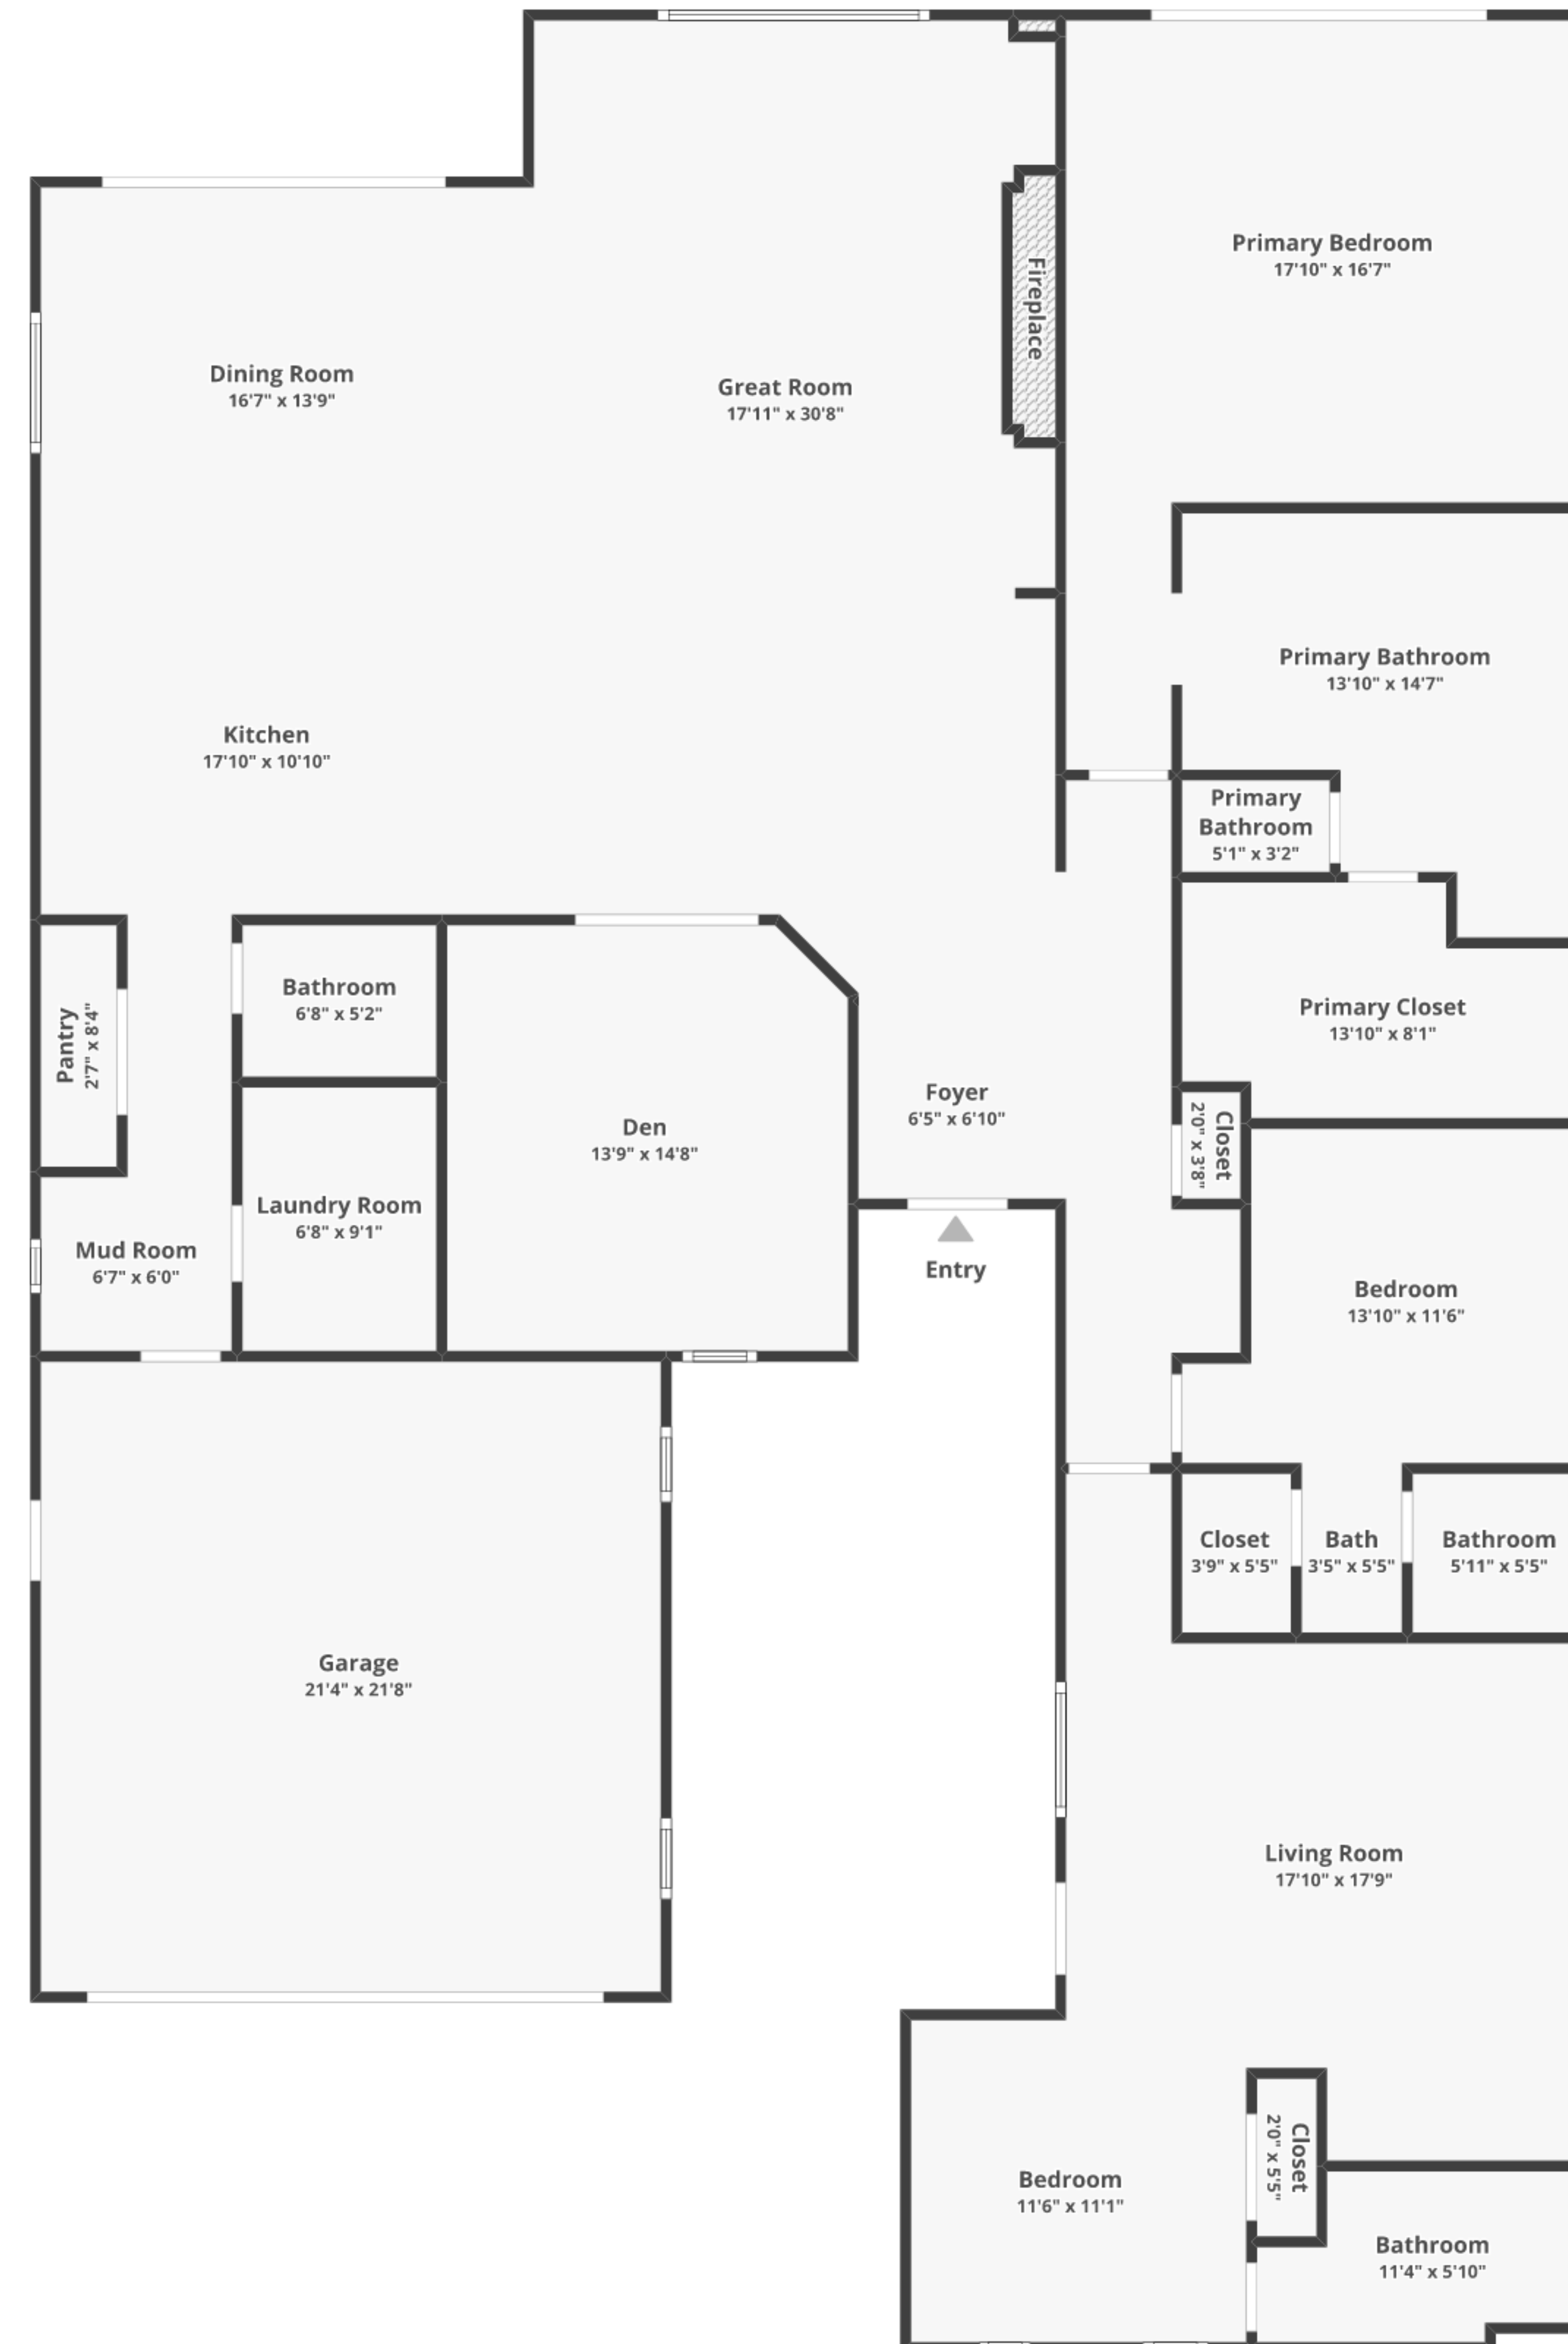 Primary Bedroom
17'10" x 16'7"
Fireplace
Dining Room
16'7" x 13'9"
Great Room
17'11" x 30'8"
Primary Bathroom
13'10" x 14'7"
Kitchen
17'10" x 10'10"
Primary
Bathroom
5'1" x 3'2"
Bathroom
6'8" x 5'2"
Primary Closet
13'10" x 8'1"
Pantry
2'7" x 8'4"
Foyer
6'5" x 6'10"
Closet
2'0" x 3'8"
Den
13'9" x 14'8"
Laundry Room
6'8" x 9'1"
Mud Room
6'7" x 6'0"
Entry
Bedroom
13'10" x 11'6"
Closet
3'9" x 5'5"
Bath
3'5" x 5'5"
Bathroom
5'11" x 5'5"
Garage
21'4" x 21'8"
Living Room
17'10" x 17'9"
Closet
2'0" x 5'5"
Bedroom
11'6" x 11'1"
Bathroom
11'4" x 5'10"